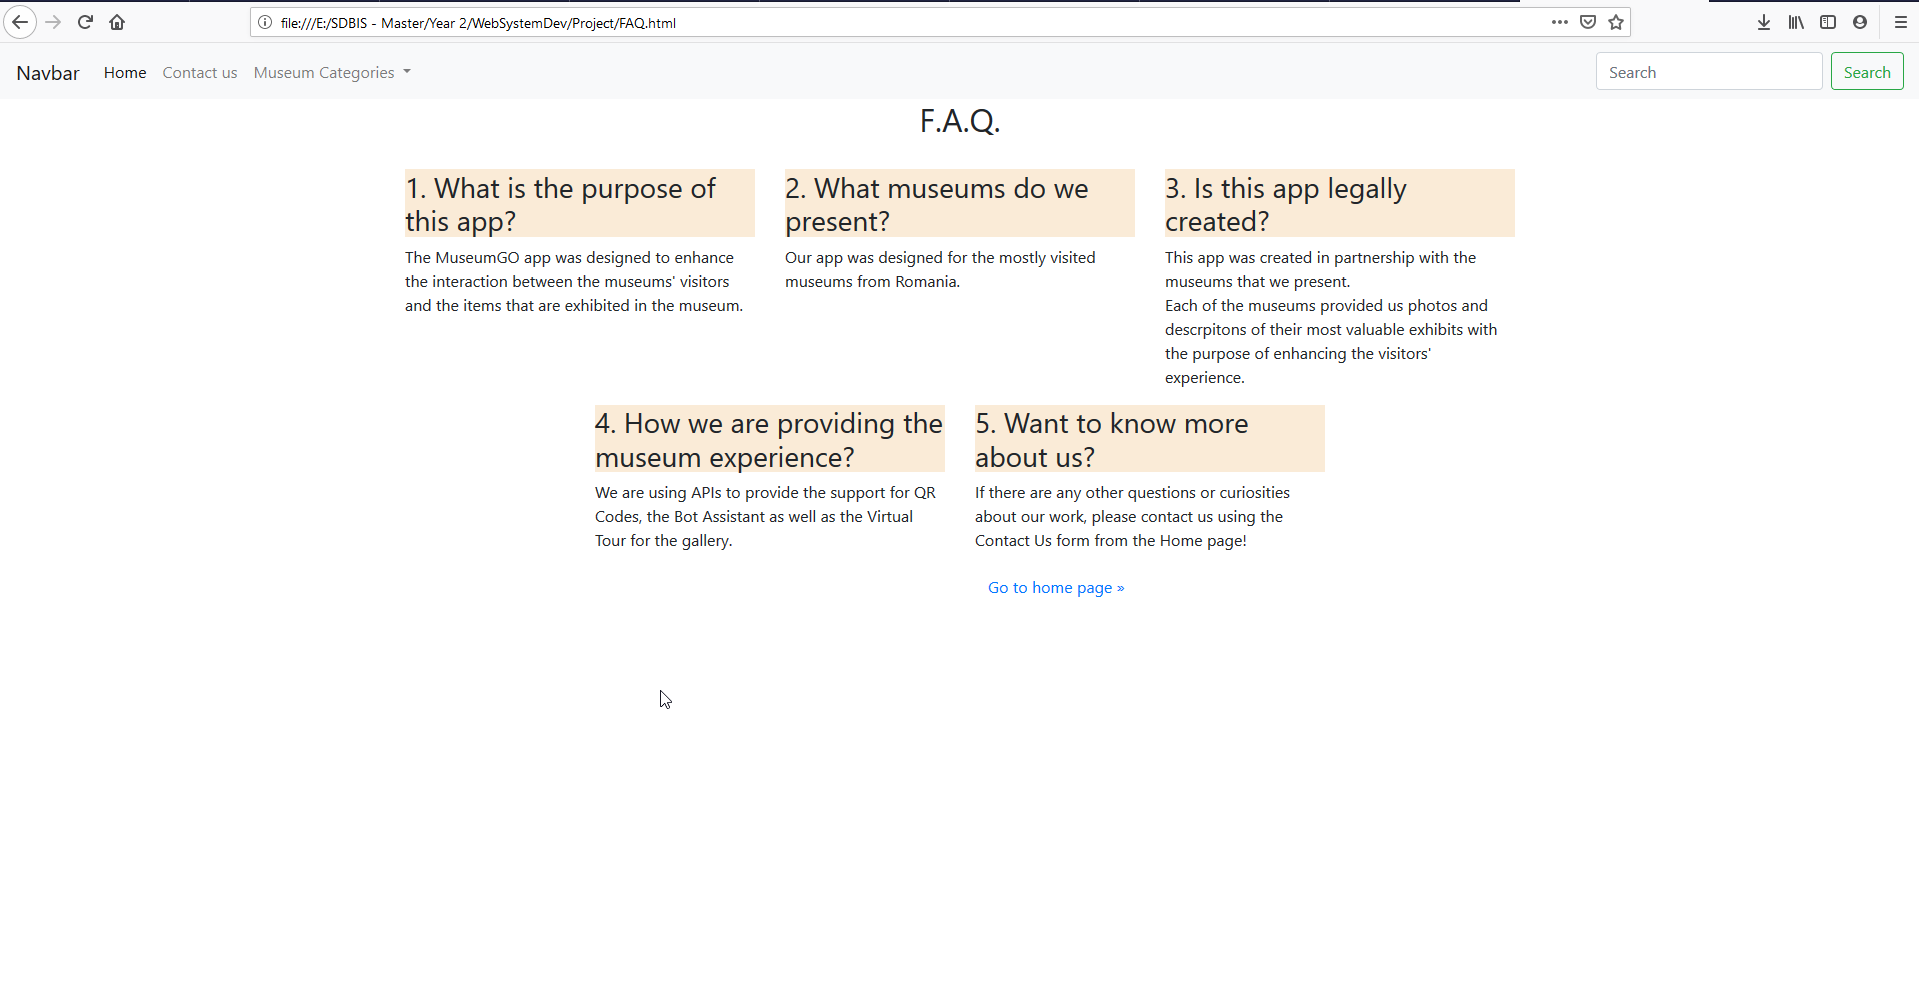 file:///E:/SDBIS - Master/Year 2/WebSystemDev/Project/FAQ.html
Navbar Home Contact us Museum Categories Search Search
F.A.Q.
1. What is the purpose of
this app?
The MuseumGO app was designed to enhance
the interaction between the museums' visitors
and the items that are exhibited in the museum.
2. What museums do we
present?
Our app was designed for the mostly visited
museums from Romania.
3. Is this app legally
created?
This app was created in partnership with the
museums that we present.
Each of the museums provided us photos and
descrpitons of their most valuable exhibits with
the purpose of enhancing the visitors'
experience.
4. How we are providing the
museum experience?
We are using APIs to provide the support for QR
Codes, the Bot Assistant as well as the Virtual
Tour for the gallery.
5. Want to know more
about us?
If there are any other questions or curiosities
about our work, please contact us using the
Contact Us form from the Home page!
Go to home page »